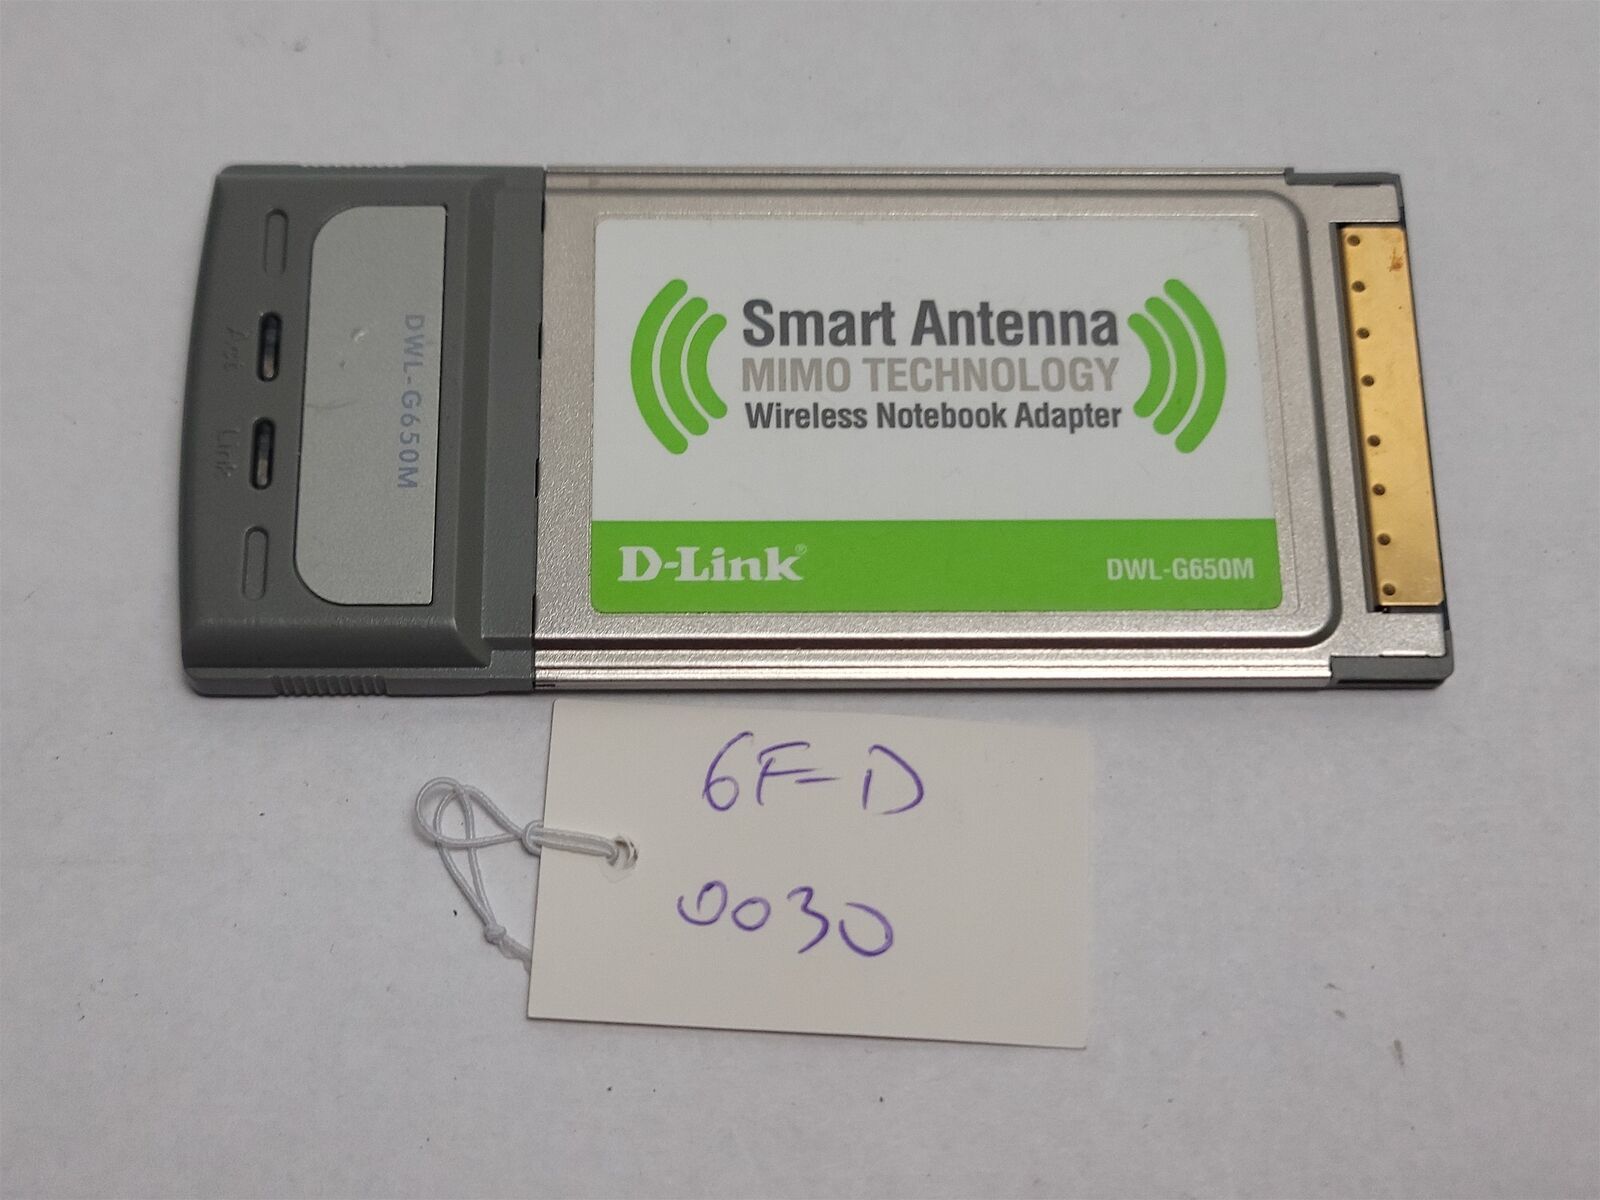 Act
Link
DWL-G650M
Smart Antenna
MIMO TECHNOLOGY
Wireless Notebook Adapter
D-Link®
DWL-G650M
6F-D
0030